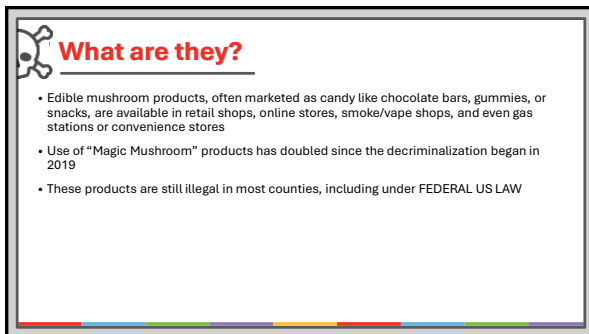 What are they?
• Edible mushroom products, often marketed as candy like chocolate bars, gummies, or
snacks, are available in retail shops, online stores, smoke/vape shops, and even gas
stations or convenience stores
• Use of “Magic Mushroom” products has doubled since the decriminalization began in
2019
• These products are still illegal in most counties, including under FEDERAL US LAW